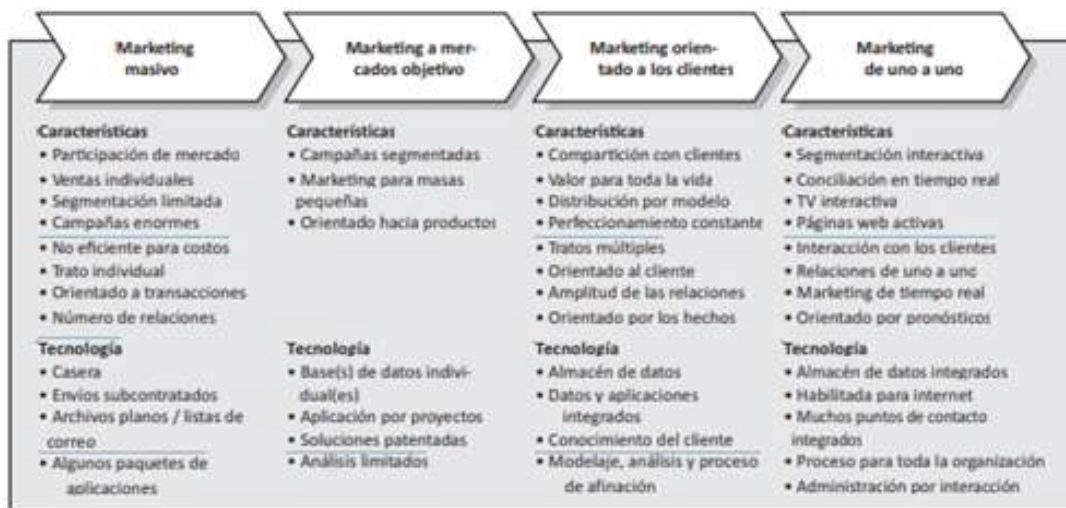 Marketing
masivo
Características
• Participación de mercado
• Ventas individuales
• Segmentación limitada
• Campañas enormes
• No eficiente para costos
• Trato individual
• Orientado a transacciones
• Número de relaciones
Tecnología
• Casera
• Envíos subcontratados
• Archivos planos / listas de
correo
• Algunos paquetes de
aplicaciones
Marketing a mer-
cados objetivo
Características
• Campañas segmentadas
• Marketing para masas
pequeñas
• Orientado hacia productos
Tecnología
• Base(s) de datos indivi-
dual(es)
• Aplicación por proyectos
• Soluciones patentadas
• Análisis limitados
Marketing orien-
tado a los clientes
Características
• Compartición con clientes
• Valor para toda la vida
• Distribución por modelo
• Perfeccionamiento constante
• Tratos múltiples
• Orientado al cliente
• Amplitud de las relaciones
• Orientado por los hechos
Tecnología
• Almacén de datos
• Datos y aplicaciones
integrados
• Conocimiento del cliente
• Modelaje, análisis y proceso
de afinación
Marketing
de uno a uno
Características
• Segmentación interactiva
• Conciliación en tiempo real
• TV interactiva
• Páginas web activas
• Interacción con los clientes
• Relaciones de uno a uno
• Marketing de tiempo real
• Orientado por pronósticos
Tecnología
• Almacén de datos integrados
• Habilitada para internet
• Muchos puntos de contacto
integrados
• Proceso para toda la organización
• Administración por interacción